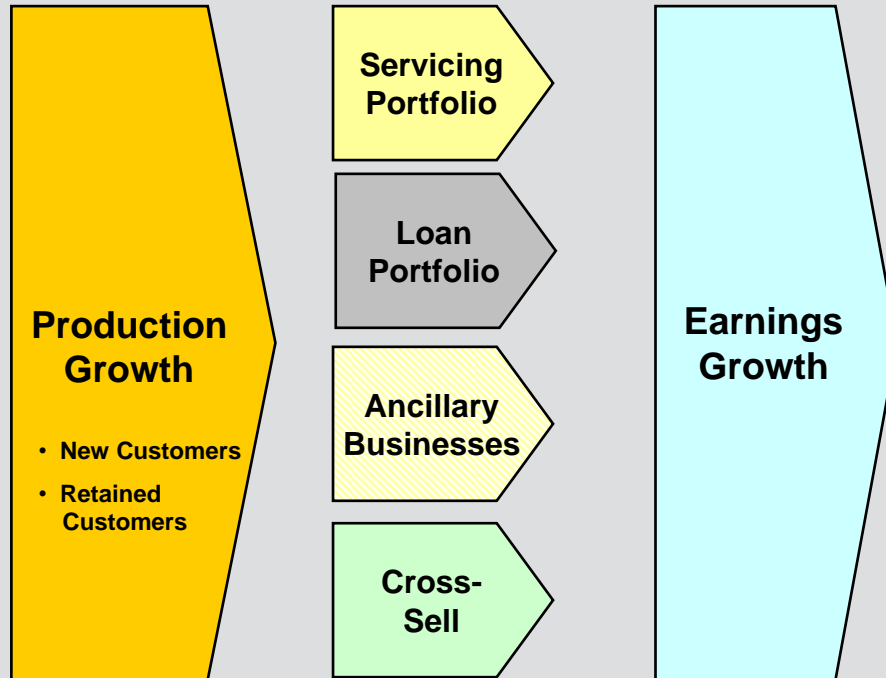 Production
Growth
• New Customers
• Retained
Customers
Servicing
Portfolio
Loan
Portfolio
Ancillary
Businesses
Cross-
Sell
Earnings
Growth